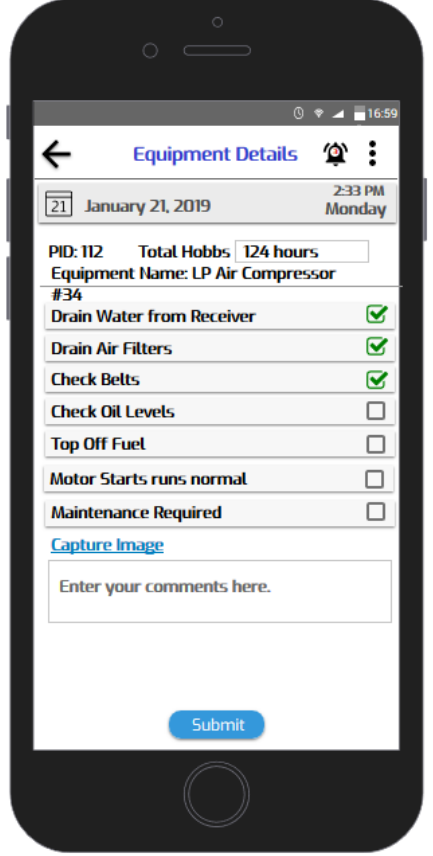 16:59
Equipment Details
21 January 21, 2019
2:33 PM
Monday
PID: 112 Total Hobbs 124 hours
Equipment Name: LP Air Compressor
#34
Drain Water from Receiver
Drain Air Filters
Check Belts
Check Oil Levels
Top Off Fuel
Motor Starts runs normal
Maintenance Required
Capture Image
Enter your comments here.
Submit